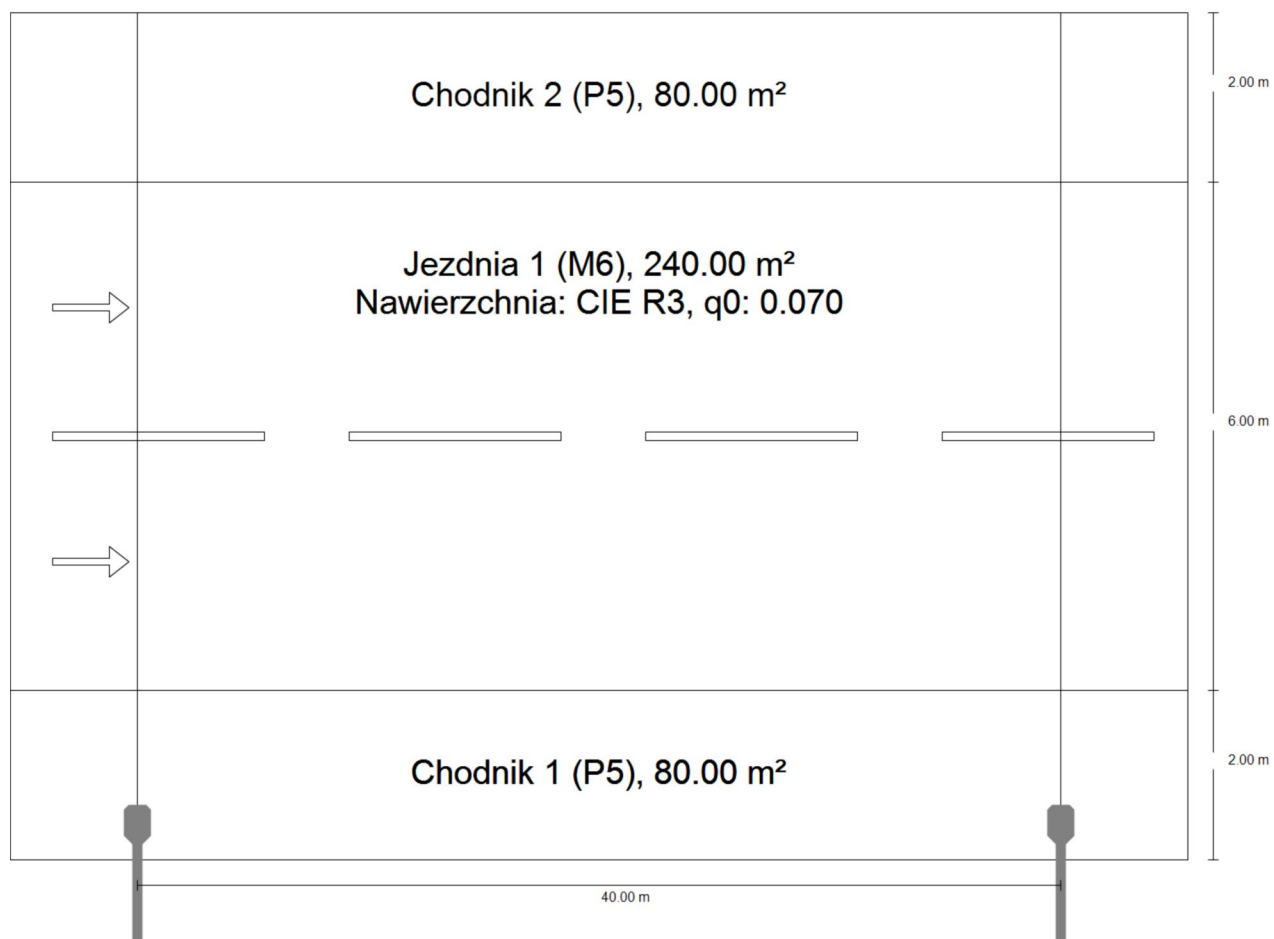 Chodnik 2 (P5), 80.00 m²
2.00 m
Jezdnia 1 (M6), 240.00 m²
Nawierzchnia: CIE R3, q0: 0.070
6.00 m
Chodnik 1 (P5), 80.00 m²
2.00 m
40.00 m